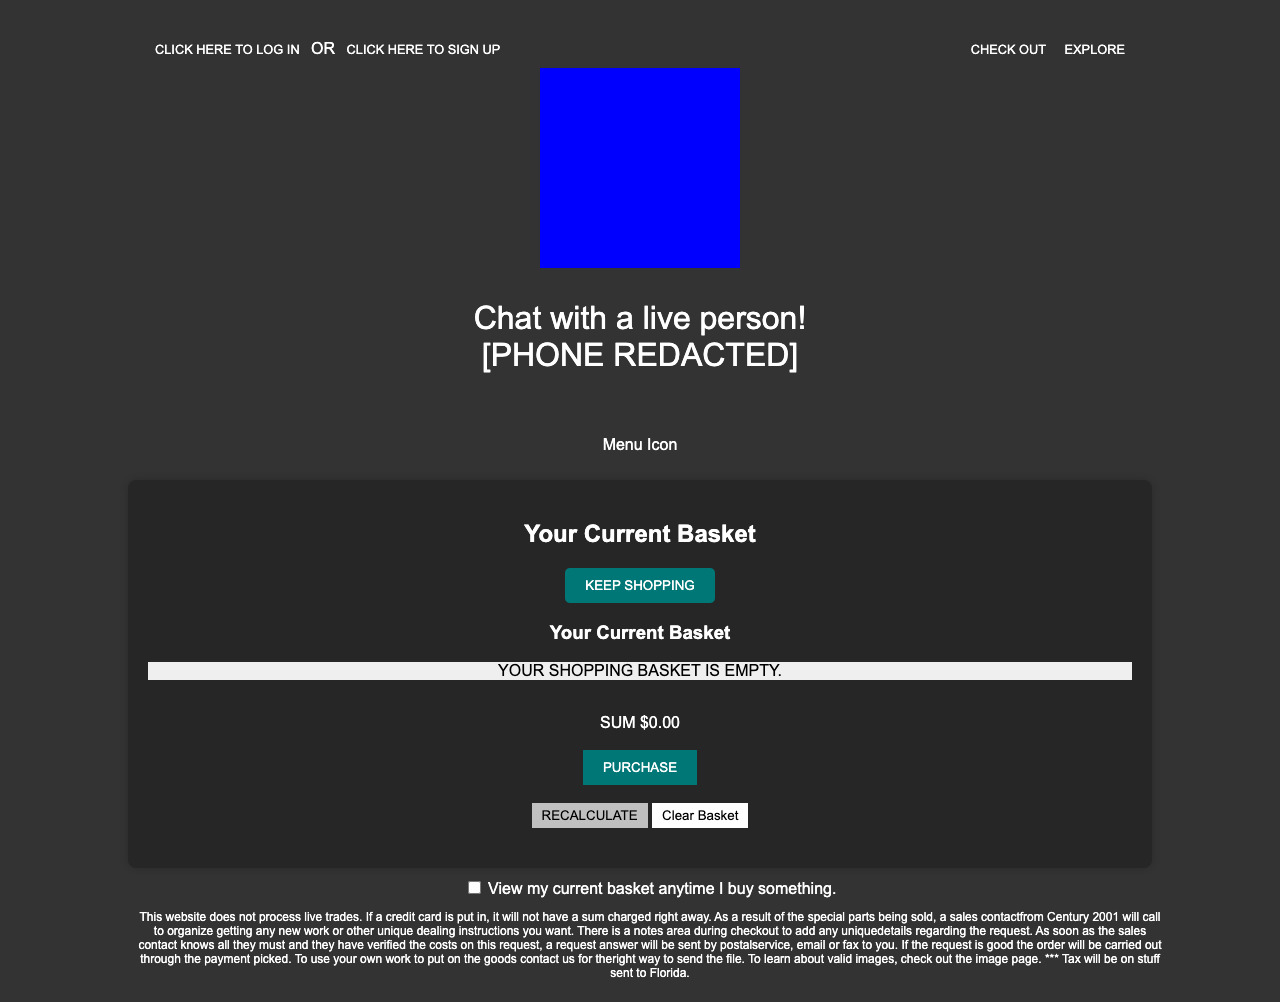 CLICK HERE TO LOG IN OR CLICK HERE TO SIGN UP CHECK OUT EXPLORE
Chat with a live person!
[PHONE REDACTED]
Menu Icon
Your Current Basket
KEEP SHOPPING
Your Current Basket
YOUR SHOPPING BASKET IS EMPTY.
SUM $0.00
PURCHASE
RECALCULATE Clear Basket
View my current basket anytime I buy something.
This website does not process live trades. If a credit card is put in, it will not have a sum charged right away. As a result of the special parts being sold, a sales contactfrom Century 2001 will call
to organize getting any new work or other unique dealing instructions you want. There is a notes area during checkout to add any uniquedetails regarding the request. As soon as the sales
contact knows all they must and they have verified the costs on this request, a request answer will be sent by postalservice, email or fax to you. If the request is good the order will be carried out
through the payment picked. To use your own work to put on the goods contact us for theright way to send the file. To learn about valid images, check out the image page. *** Tax will be on stuff
sent to Florida.